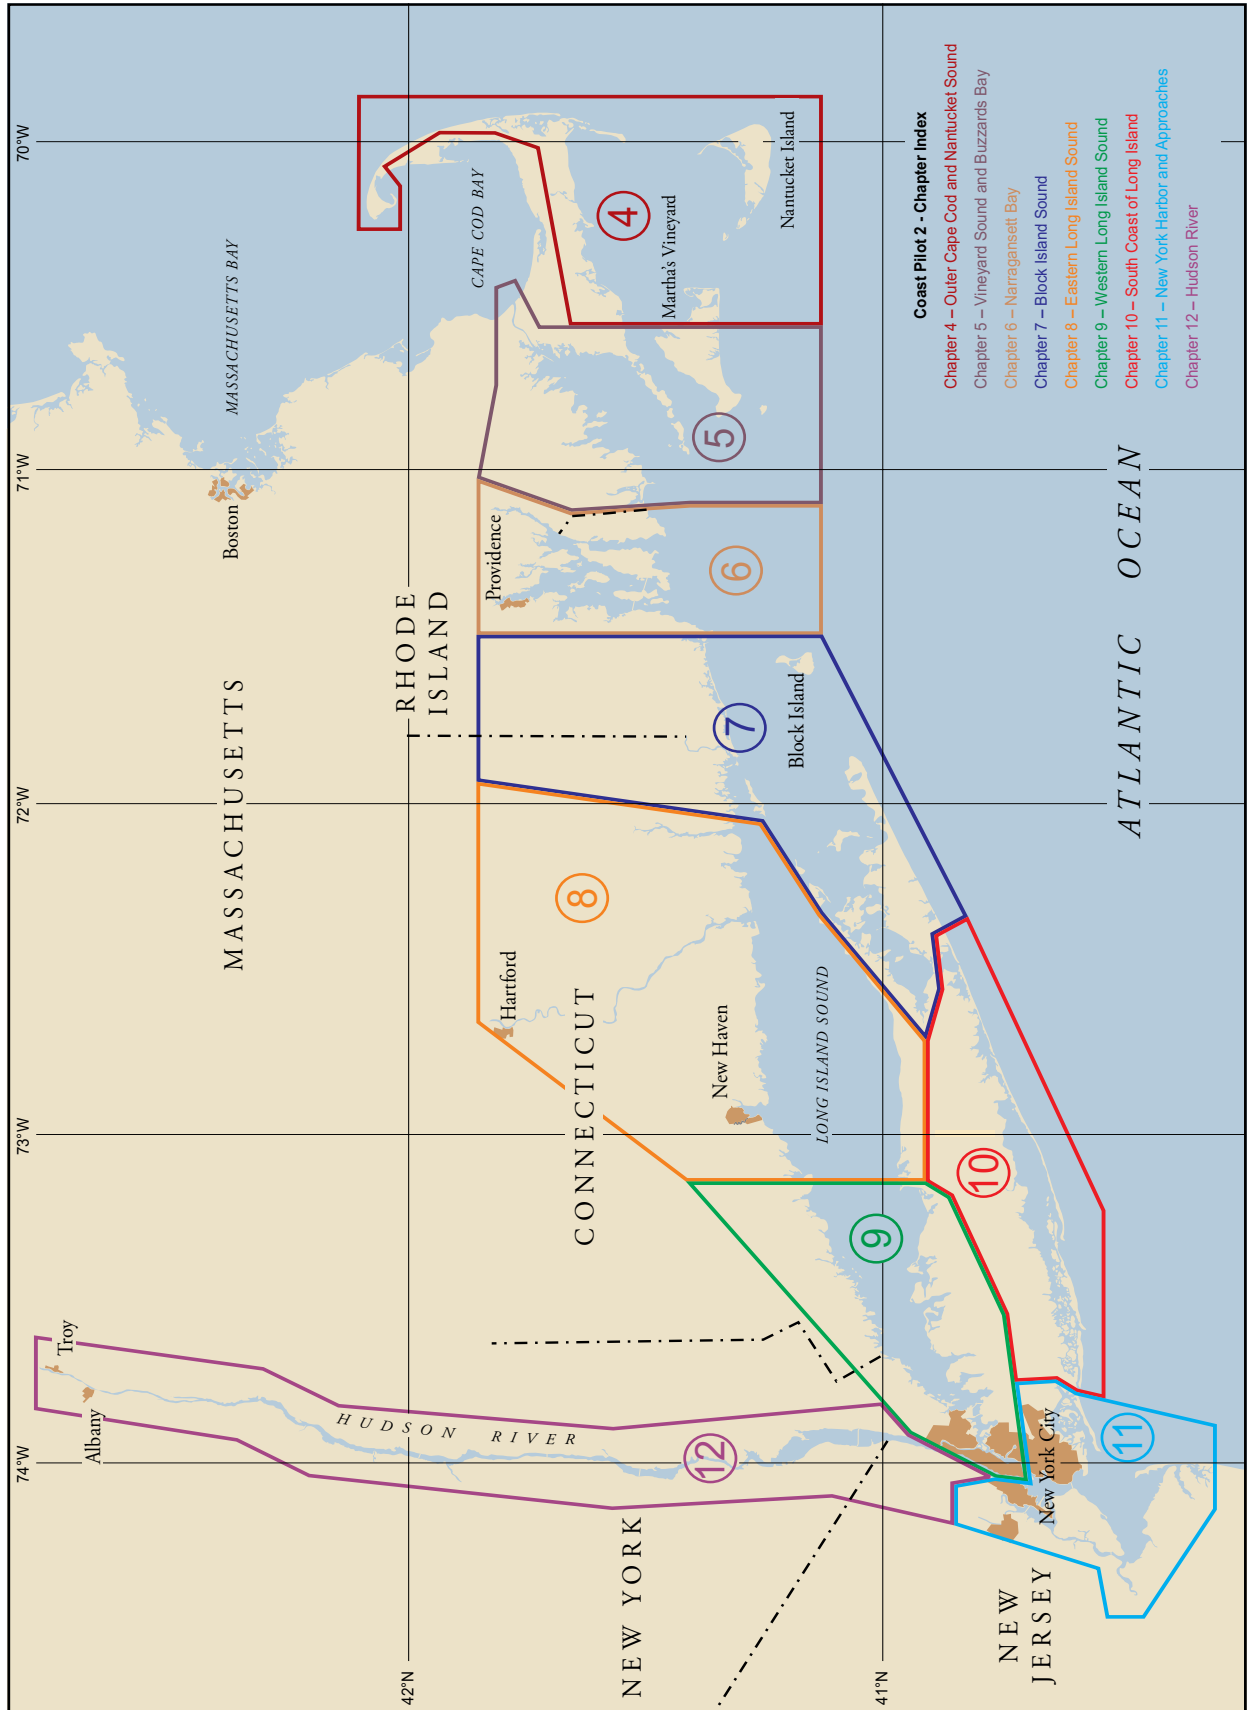 74°W
73°W
72°W
71°W
70°W
42°N
41°N
Troy
Albany
HUDSON RIVER
NEW YORK
NEW
JERSEY
New York City
MASSACHUSETTS
Boston
MASSACHUSETTS BAY
CAPE COD BAY
RHODE
ISLAND
Providence
Hartford
CONNECTICUT
New Haven
LONG ISLAND SOUND
Block Island
Martha's Vineyard
Nantucket Island
ATLANTIC OCEAN
4
5
6
7
8
9
10
11
12
Coast Pilot 2 - Chapter Index
Chapter 4 – Outer Cape Cod and Nantucket Sound
Chapter 5 – Vineyard Sound and Buzzards Bay
Chapter 6 – Narragansett Bay
Chapter 7 – Block Island Sound
Chapter 8 – Eastern Long Island Sound
Chapter 9 – Western Long Island Sound
Chapter 10 – South Coast of Long Island
Chapter 11 – New York Harbor and Approaches
Chapter 12 – Hudson River